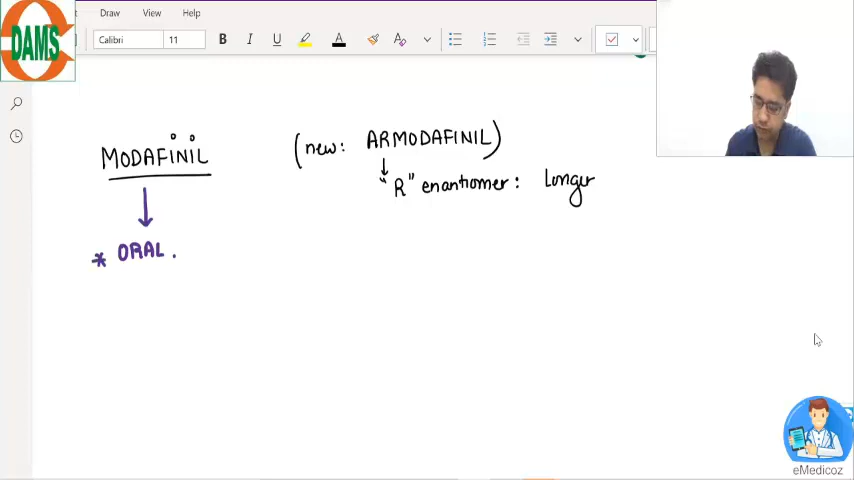 DAMS
Draw View Help
Calibri 11 B I U A A
MODAFINIL (new: ARMODAFINIL)
"R" enantiomer: Longer
* ORAL.
eMedicoz